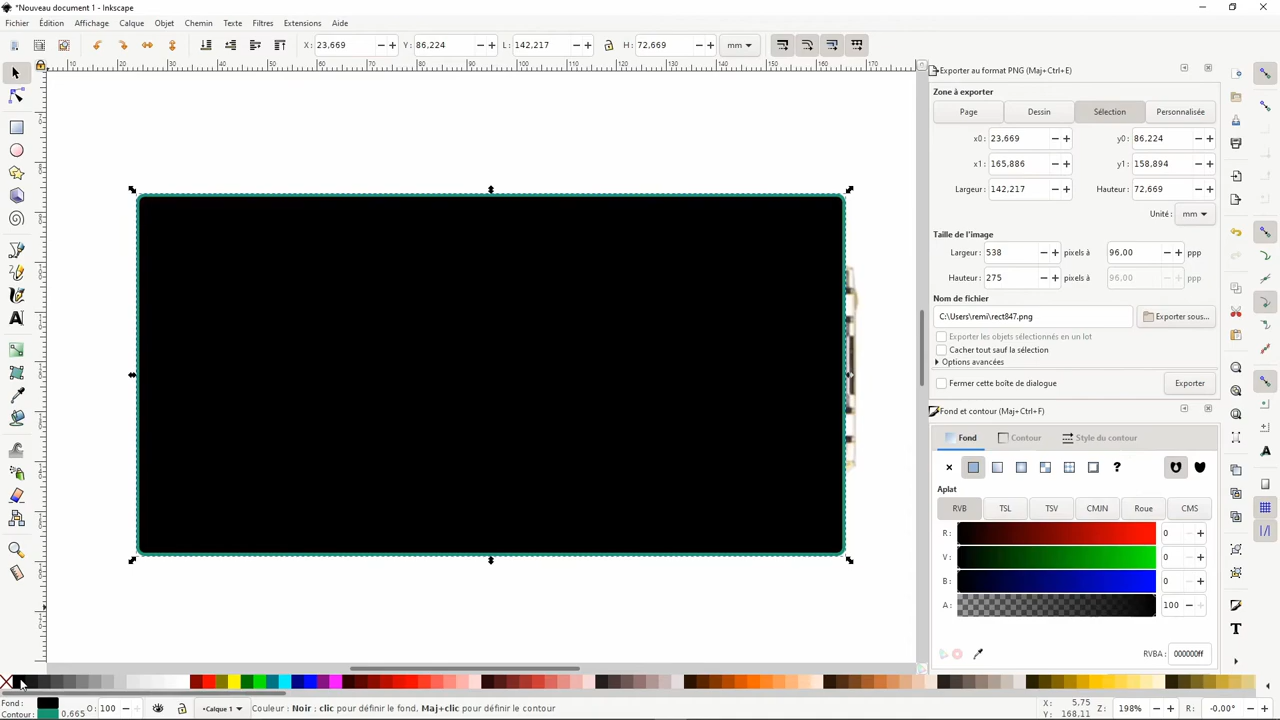 *Nouveau document 1 - Inkscape
Fichier Édition Affichage Calque Objet Chemin Texte Filtres Extensions Aide
X: 23,669 Y: 86,224 L: 142,217 H: 72,669 mm
Exporter au format PNG (Maj+Ctrl+E)
Zone à exporter
Page Dessin Sélection Personnalisée
x0: 23,669 y0: 86,224
x1: 165,886 y1: 158,894
Largeur : 142,217 Hauteur : 72,669
Unité : mm
Taille de l'image
Largeur : 538 pixels à 96,00 ppp
Hauteur : 275 pixels à 96,00 ppp
Nom de fichier
C:\Users\remi\rect847.png Exporter sous...
Exporter les objets sélectionnés en un lot
Cacher tout sauf la sélection
Options avancées
Fermer cette boîte de dialogue Exporter
Fond et contour (Maj+Ctrl+F)
Fond Contour Style du contour
Aplat
RVB TSL TSV CMJN Roue CMS
R: 0
V: 0
B: 0
A: 100
RVBA : 000000ff
Fond :
Contour : 0,665
O: 100
Calque 1
Couleur : Noir ; clic pour définir le fond, Maj+clic pour définir le contour
X: 5,75
Y: 168,11
Z: 198%
R: -0,00°